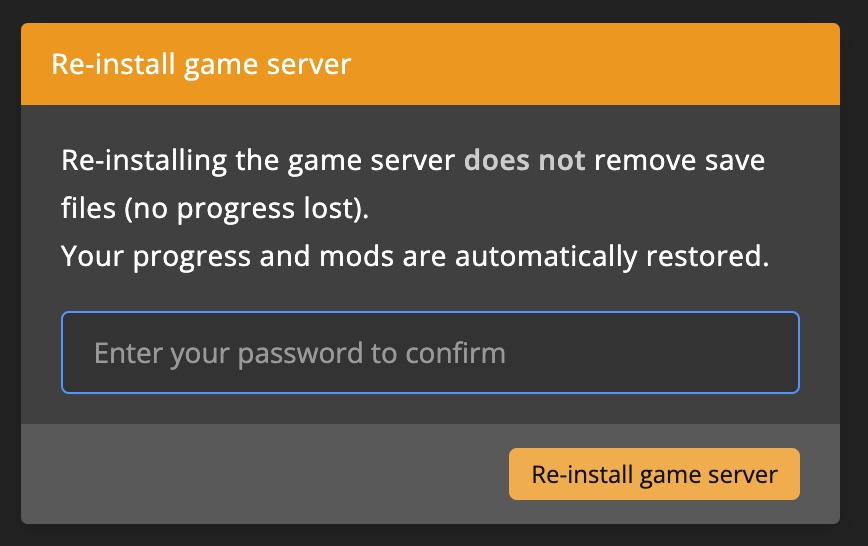 Re-install game server
Re-installing the game server does not remove save
files (no progress lost).
Your progress and mods are automatically restored.
Enter your password to confirm
Re-install game server